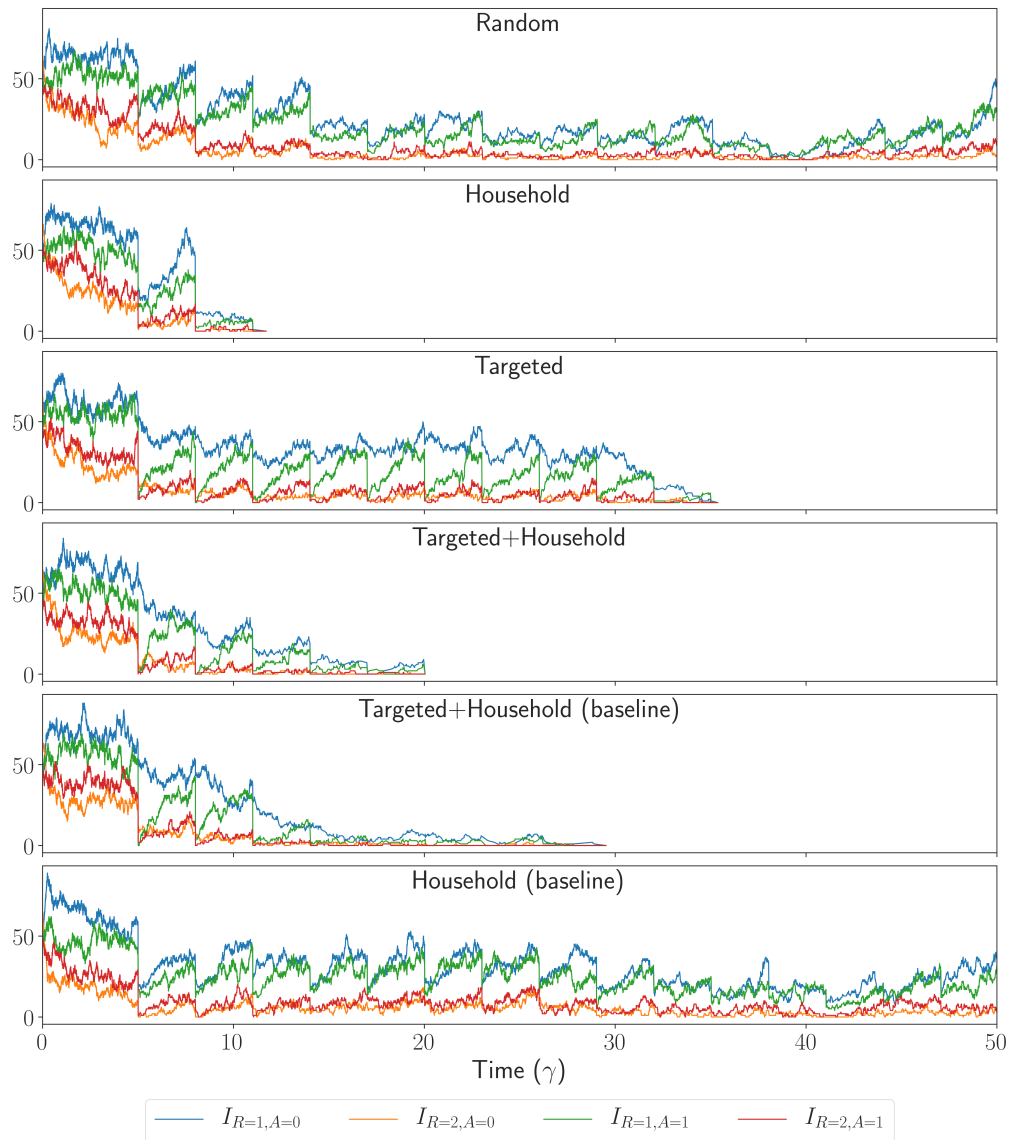 Random
50
0
Household
50
0
Targeted
50
0
Targeted+Household
50
0
Targeted+Household (baseline)
50
0
Household (baseline)
50
0
0 10 20 30 40 50
Time (γ)
I_{R=1,A=0} I_{R=2,A=0} I_{R=1,A=1} I_{R=2,A=1}